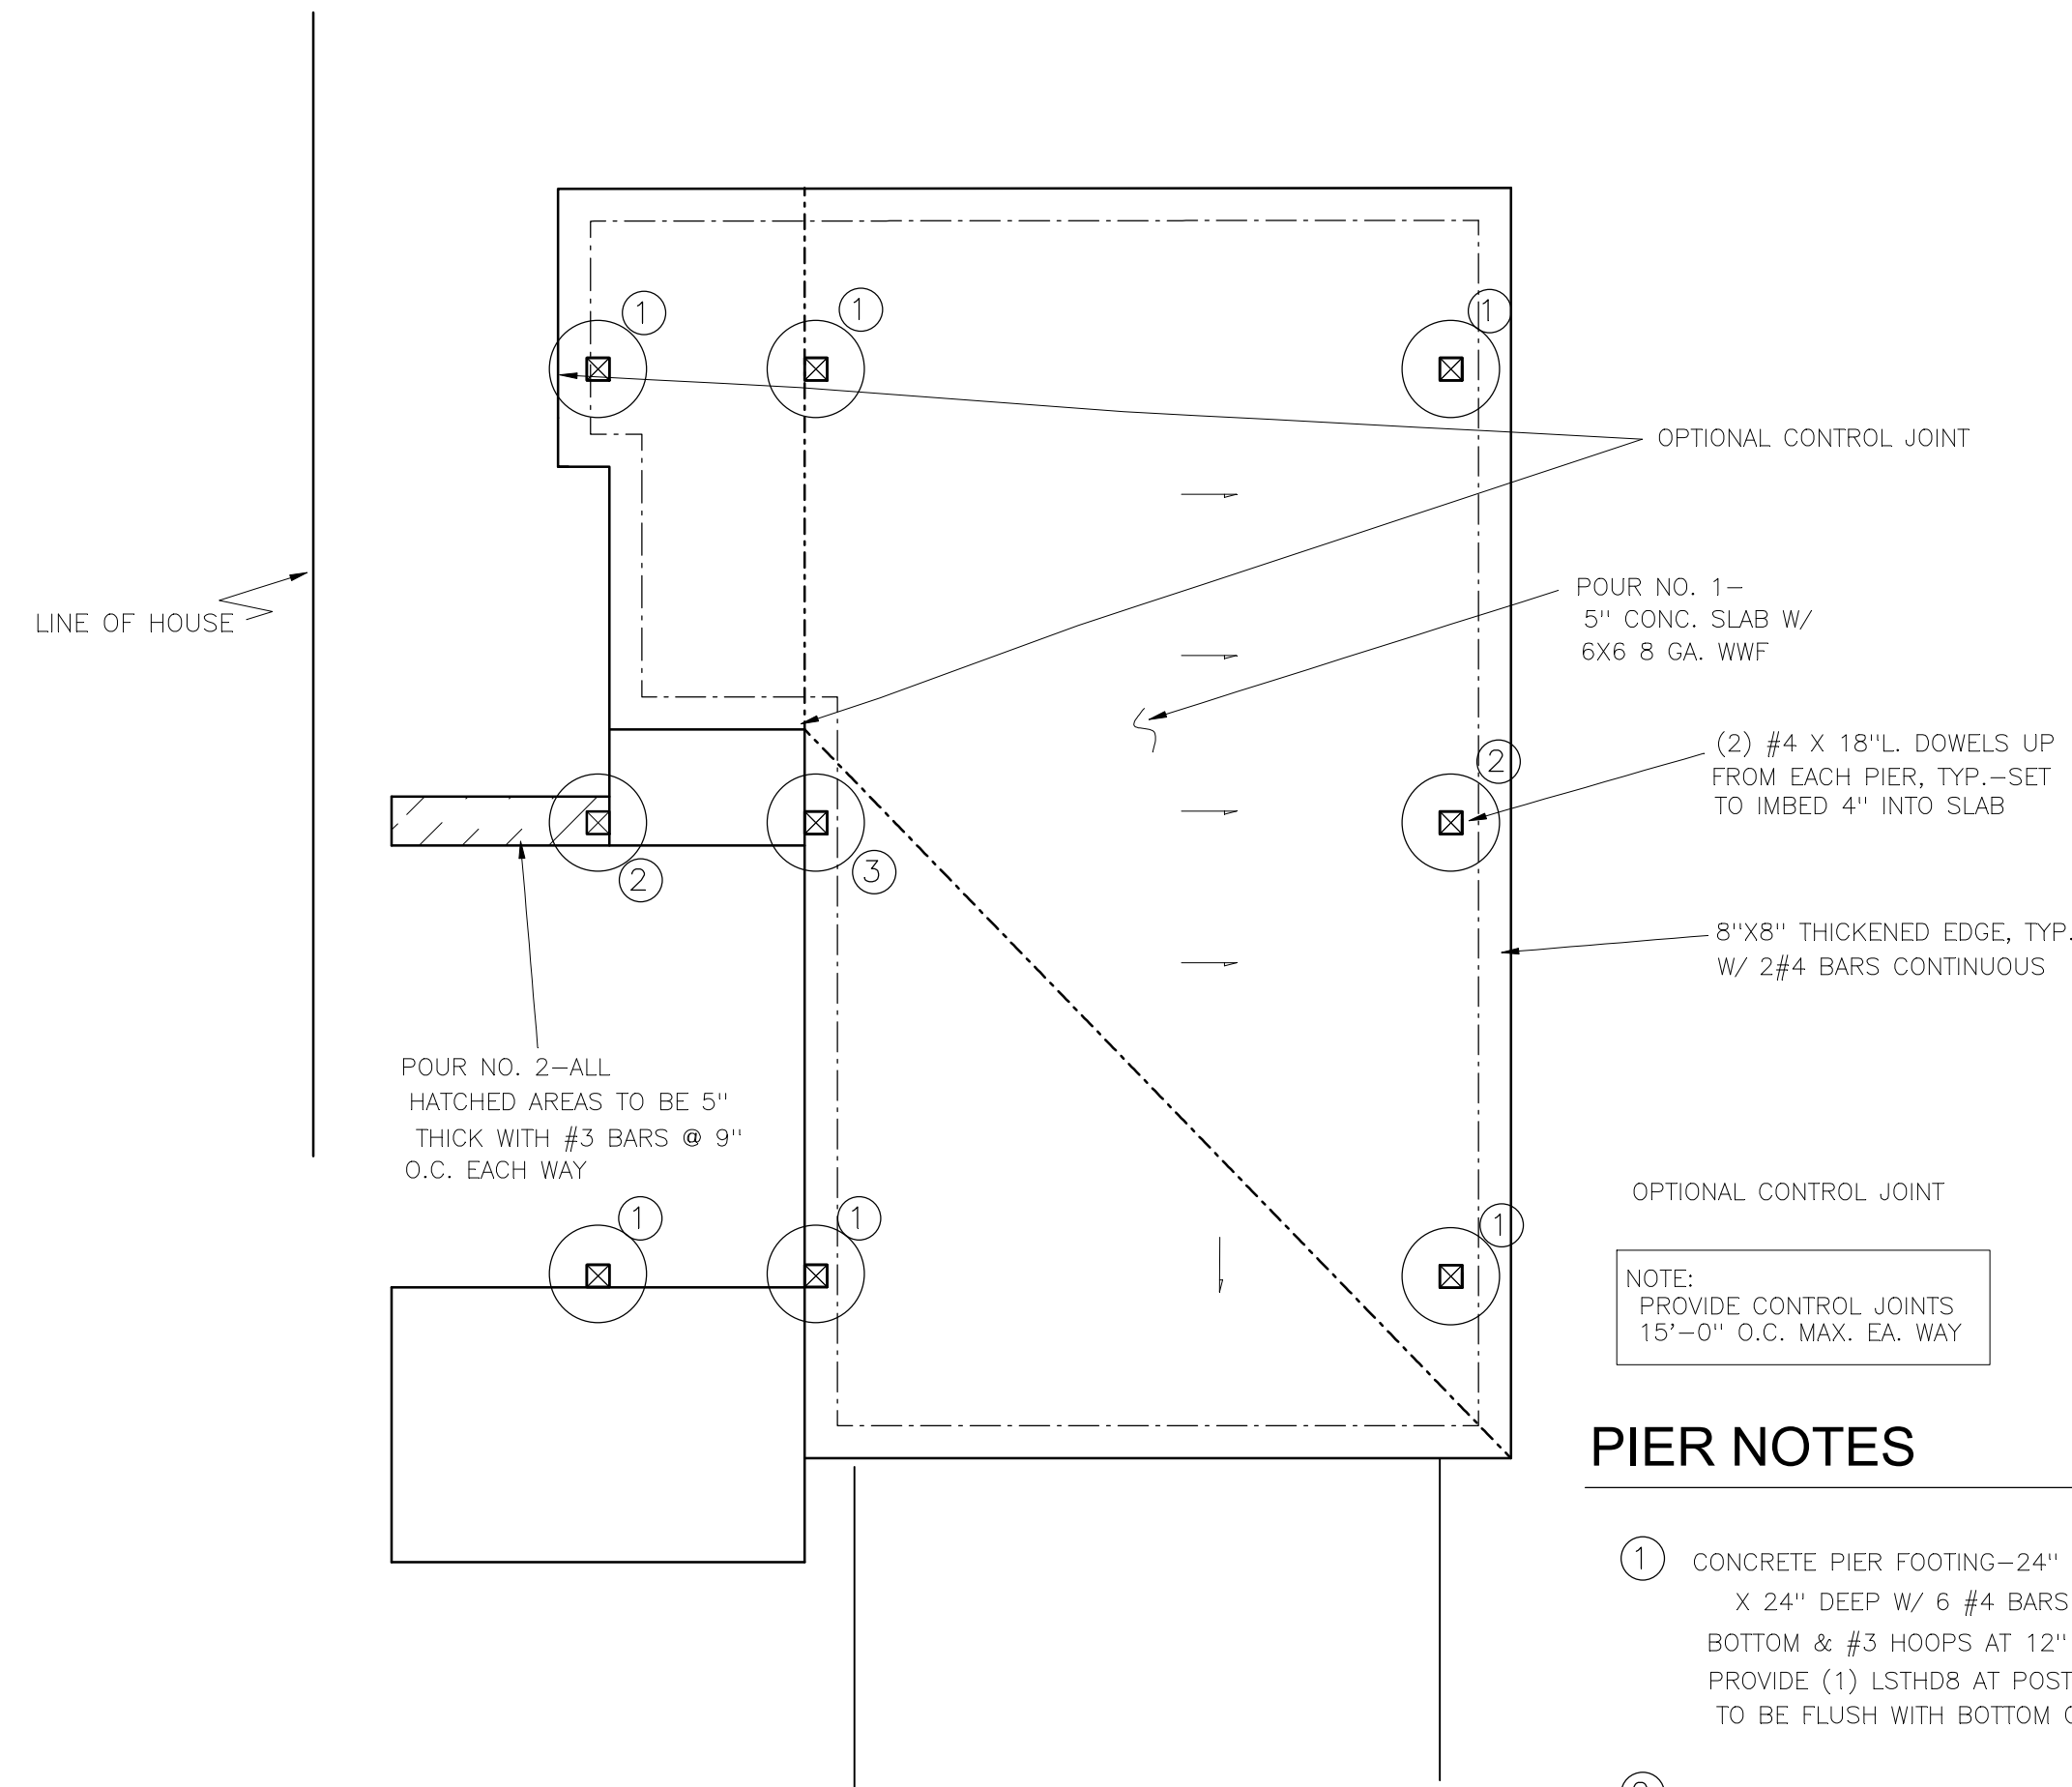 1
1
1
OPTIONAL CONTROL JOINT
LINE OF HOUSE
POUR NO. 1-
5" CONC. SLAB W/
6X6 8 GA. WWF
2
(2) #4 X 18"L. DOWELS UP
FROM EACH PIER, TYP.-SET
TO IMBED 4" INTO SLAB
2
3
8"X8" THICKENED EDGE, TYP.
W/ 2#4 BARS CONTINUOUS
POUR NO. 2-ALL
HATCHED AREAS TO BE 5"
THICK WITH #3 BARS @ 9"
O.C. EACH WAY
1
1
1
OPTIONAL CONTROL JOINT
NOTE:
PROVIDE CONTROL JOINTS
15'-0" O.C. MAX. EA. WAY
PIER NOTES
1 CONCRETE PIER FOOTING-24"
X 24" DEEP W/ 6 #4 BARS
BOTTOM & #3 HOOPS AT 12"
PROVIDE (1) LSTHD8 AT POST
TO BE FLUSH WITH BOTTOM